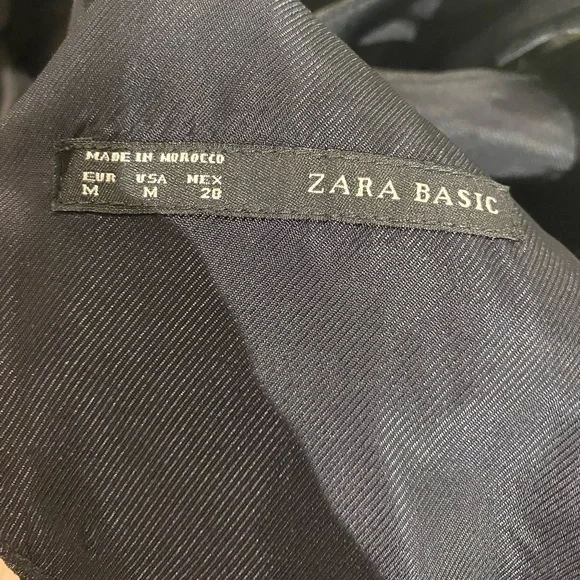 MADE IN MOROCCO
EUR USA MEX
M M 28
ZARA BASIC